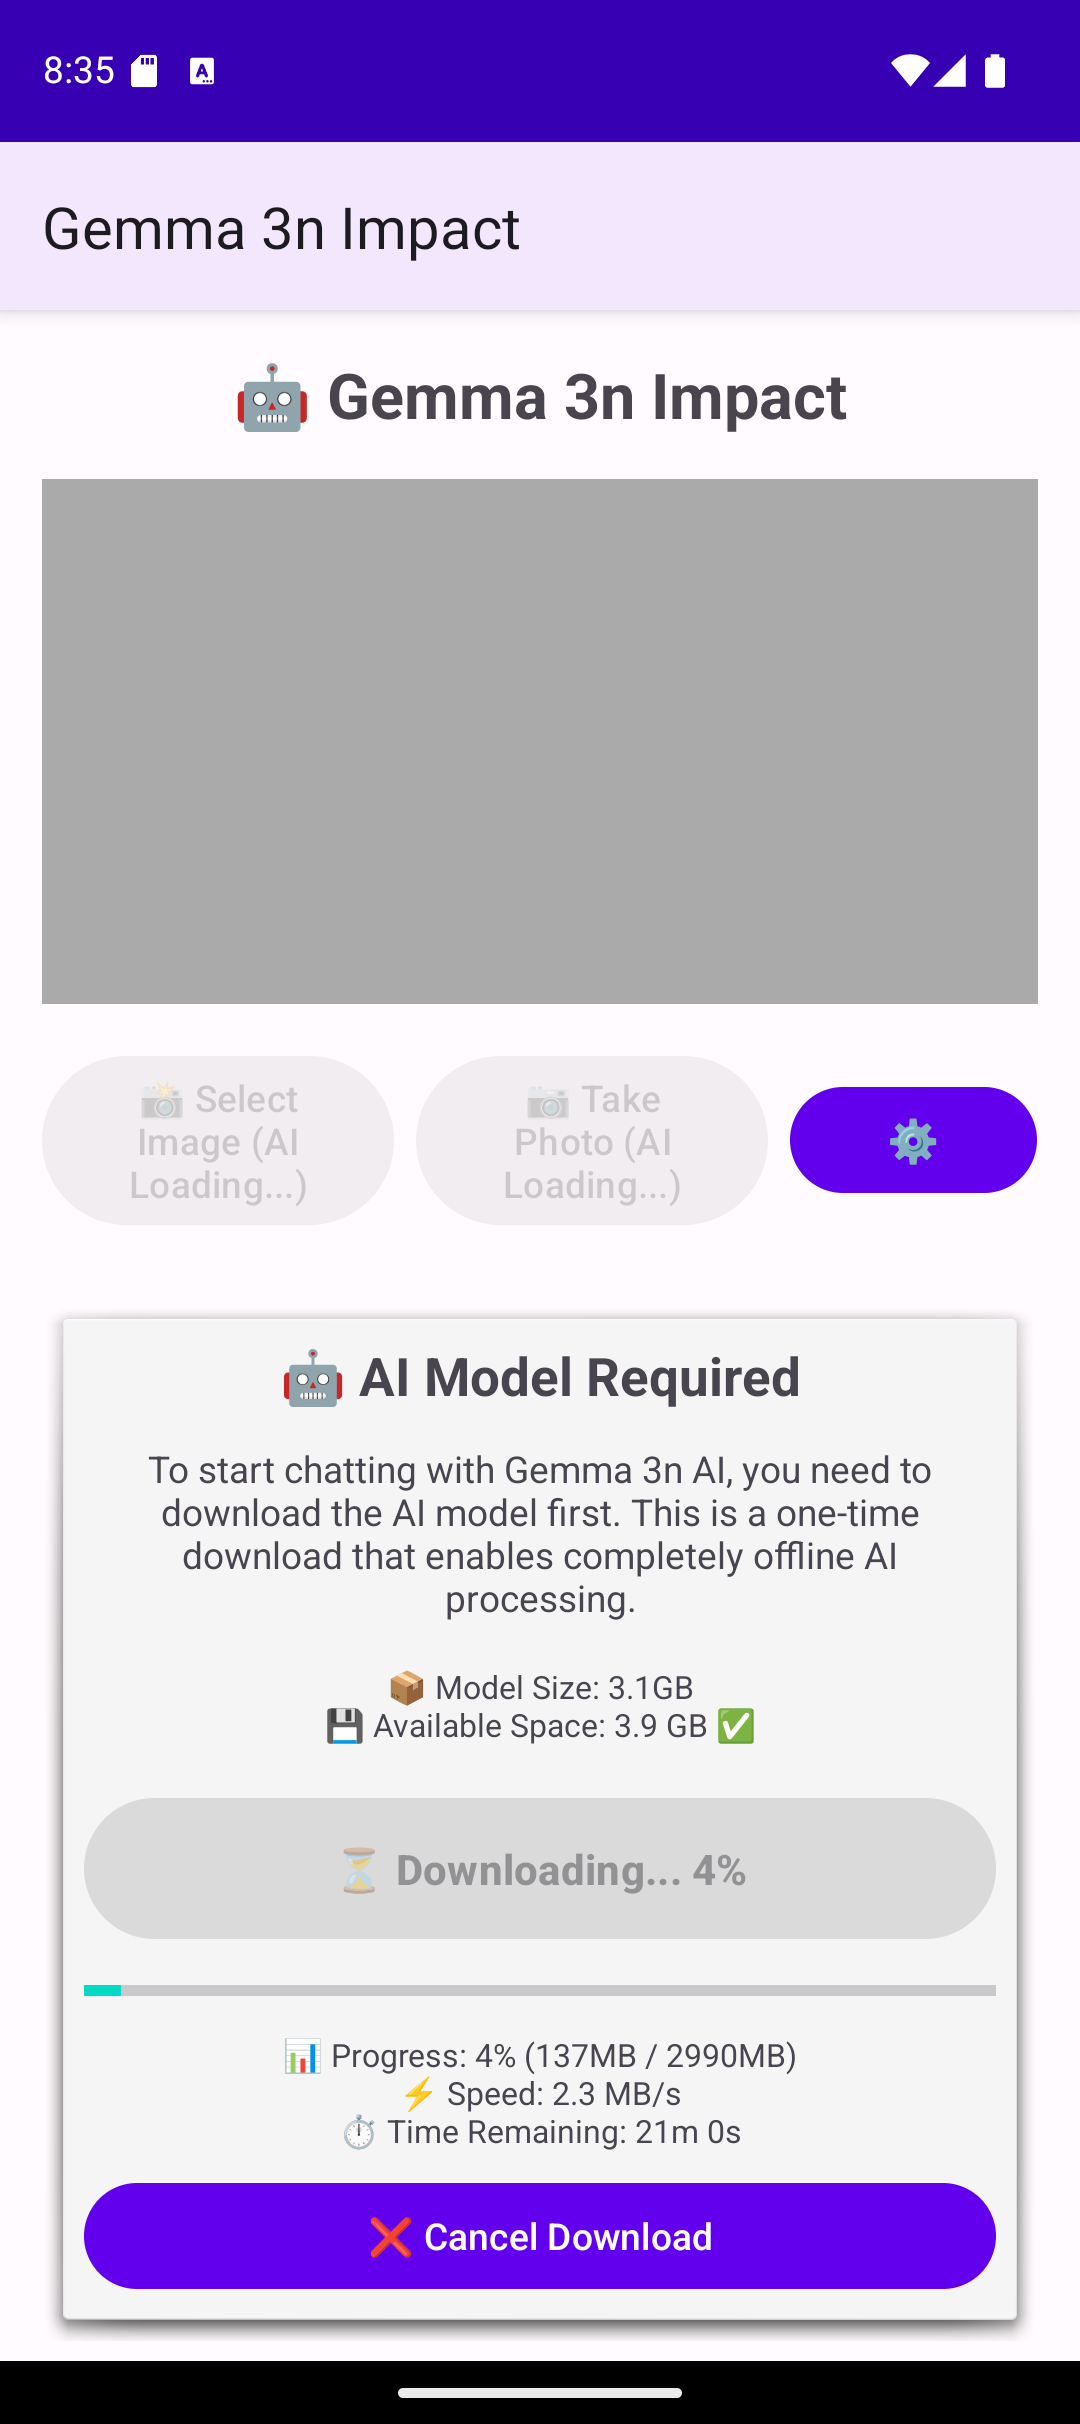 8:35
Gemma 3n Impact
🤖 Gemma 3n Impact
📸 Select
Image (AI
Loading...)
📷 Take
Photo (AI
Loading...)
⚙️
🤖 AI Model Required
To start chatting with Gemma 3n AI, you need to
download the AI model first. This is a one-time
download that enables completely offline AI
processing.
📦 Model Size: 3.1GB
💾 Available Space: 3.9 GB ✅
⏳ Downloading... 4%
📊 Progress: 4% (137MB / 2990MB)
⚡ Speed: 2.3 MB/s
⏱️ Time Remaining: 21m 0s
❌ Cancel Download